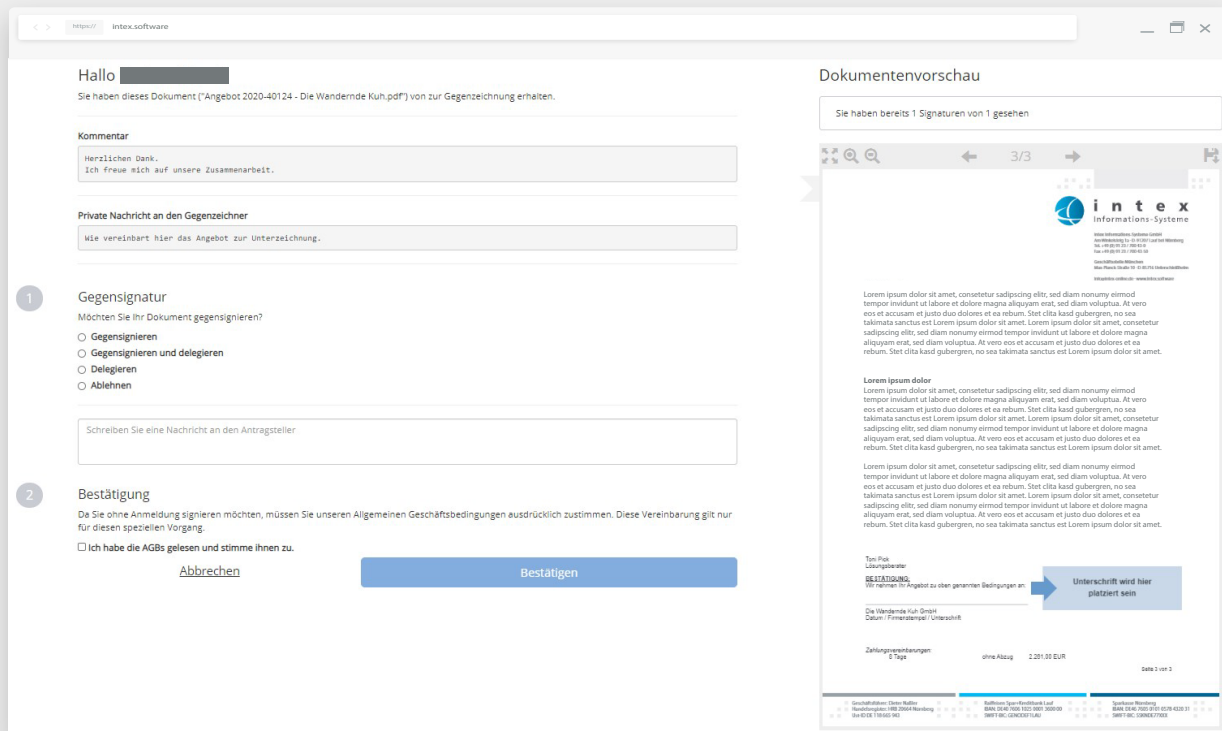 https:// intex.software
Hallo
Sie haben dieses Dokument ("Angebot 2020-40124 - Die Wandernde Kuh.pdf") von zur Gegenzeichnung erhalten.
Kommentar
Herzlichen Dank.
Ich freue mich auf unsere Zusammenarbeit.
Private Nachricht an den Gegenzeichner
Wie vereinbart hier das Angebot zur Unterzeichnung.
1
Gegensignatur
Möchten Sie Ihr Dokument gegensignieren?
Gegensignieren
Gegensignieren und delegieren
Delegieren
Ablehnen
Schreiben Sie eine Nachricht an den Antragsteller
2
Bestätigung
Da Sie ohne Anmeldung signieren möchten, müssen Sie unseren Allgemeinen Geschäftsbedingungen ausdrücklich zustimmen. Diese Vereinbarung gilt nur
für diesen speziellen Vorgang.
Ich habe die AGBs gelesen und stimme ihnen zu.
Abbrechen
Bestätigen
Dokumentenvorschau
Sie haben bereits 1 Signaturen von 1 gesehen
3/3
intex
Informations-Systeme
intex Informations-Systeme GmbH
Geschäftsstelle München
Lorem ipsum dolor sit amet, consetetur sadipscing elitr, sed diam nonumy eirmod
tempor invidunt ut labore et dolore magna aliquyam erat, sed diam voluptua. At vero
eos et accusam et justo duo dolores et ea rebum. Stet clita kasd gubergren, no sea
takimata sanctus est Lorem ipsum dolor sit amet. Lorem ipsum dolor sit amet, consetetur
sadipscing elitr, sed diam nonumy eirmod tempor invidunt ut labore et dolore magna
aliquyam erat, sed diam voluptua. At vero eos et accusam et justo duo dolores et ea
rebum. Stet clita kasd gubergren, no sea takimata sanctus est Lorem ipsum dolor sit amet.
Lorem ipsum dolor
Lorem ipsum dolor sit amet, consetetur sadipscing elitr, sed diam nonumy eirmod
tempor invidunt ut labore et dolore magna aliquyam erat, sed diam voluptua. At vero
eos et accusam et justo duo dolores et ea rebum. Stet clita kasd gubergren, no sea
takimata sanctus est Lorem ipsum dolor sit amet. Lorem ipsum dolor sit amet, consetetur
sadipscing elitr, sed diam nonumy eirmod tempor invidunt ut labore et dolore magna
aliquyam erat, sed diam voluptua. At vero eos et accusam et justo duo dolores et ea
rebum. Stet clita kasd gubergren, no sea takimata sanctus est Lorem ipsum dolor sit amet.
Lorem ipsum dolor sit amet, consetetur sadipscing elitr, sed diam nonumy eirmod
tempor invidunt ut labore et dolore magna aliquyam erat, sed diam voluptua. At vero
eos et accusam et justo duo dolores et ea rebum. Stet clita kasd gubergren, no sea
takimata sanctus est Lorem ipsum dolor sit amet. Lorem ipsum dolor sit amet, consetetur
sadipscing elitr, sed diam nonumy eirmod tempor invidunt ut labore et dolore magna
aliquyam erat, sed diam voluptua. At vero eos et accusam et justo duo dolores et ea
rebum. Stet clita kasd gubergren, no sea takimata sanctus est Lorem ipsum dolor sit amet.
Toni Pick
Lösungsberater
BESTÄTIGUNG:
Wir nehmen Ihr Angebot zu oben genannten Bedingungen an:
Unterschrift wird hier
platziert sein
Die Wandernde Kuh GmbH
Datum / Firmenstempel / Unterschrift
Zahlungsvereinbarungen:
8 Tage ohne Abzug 2.281,00 EUR
Seite 3 von 3
Geschäftsführer: Dieter Naßler
Handelsregister: HRB 20664 Nürnberg
Raiffeisen Spar+Kreditbank Lauf
SWIFT-BIC: GENODEF1LAU
Sparkasse Nürnberg